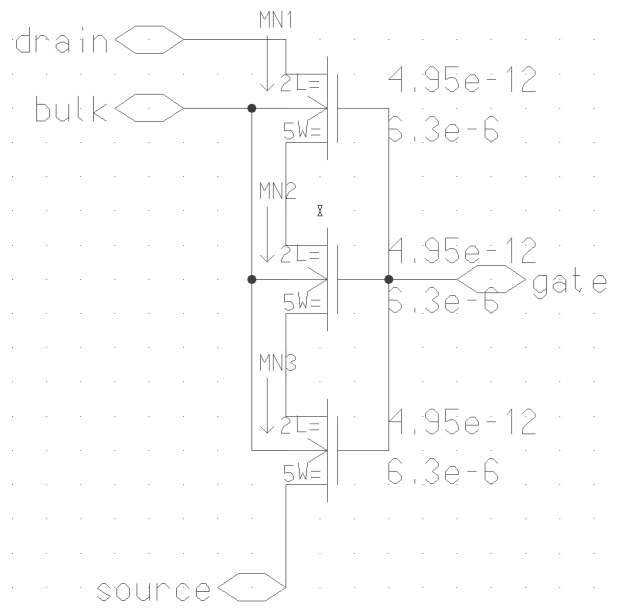 MN1
drain
2L=
4.95e-12
bulk
5W=
6.3e-6
MN2
2L=
4.95e-12
gate
5W=
6.3e-6
MN3
2L=
4.95e-12
5W=
6.3e-6
source